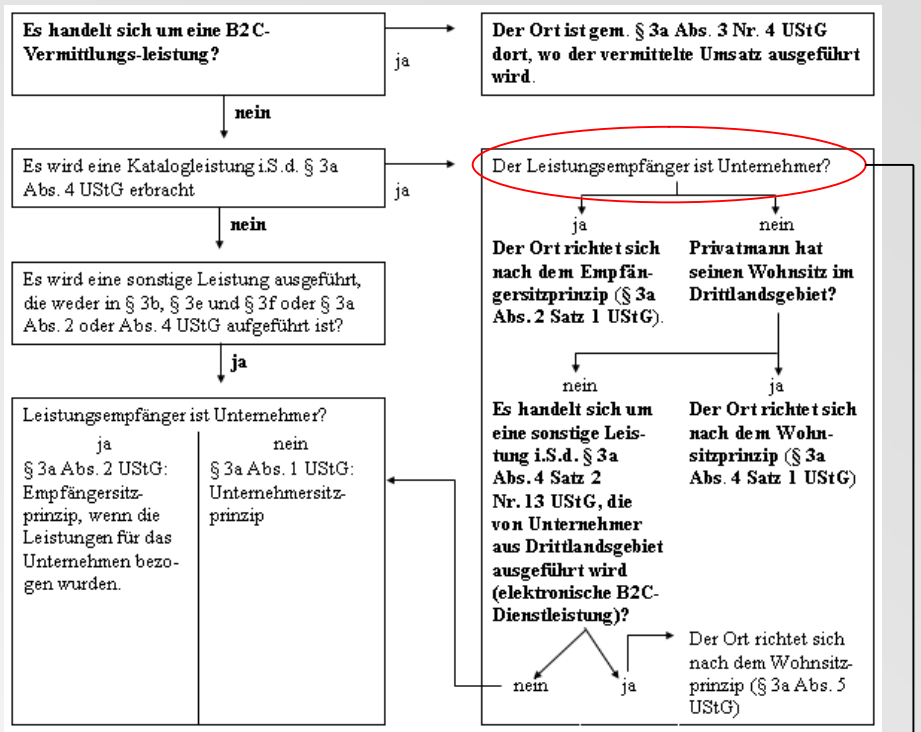 Es handelt sich um eine B2C-
Vermittlungs-leistung?
ja
Der Ort ist gem. § 3a Abs. 3 Nr. 4 UStG
dort, wo der vermittelte Umsatz ausgeführt
wird.
nein
Es wird eine Katalogleistung i.S.d. § 3a
Abs. 4 UStG erbracht
ja
Der Leistungsempfänger ist Unternehmer?
nein
ja
Der Ort richtet sich
nach dem Empfän-
gersitzprinzip (§ 3a
Abs. 2 Satz 1 UStG).
nein
Privatmann hat
seinen Wohnsitz im
Drittlandsgebiet?
Es wird eine sonstige Leistung ausgeführt,
die weder in § 3b, § 3e und § 3f oder § 3a
Abs. 2 oder Abs. 4 UStG aufgeführt ist?
ja
nein
Es handelt sich um
eine sonstige Leis-
tung i.S.d. § 3a
Abs. 4 Satz 2
Nr. 13 UStG, die
von Unternehmer
aus Drittlandsgebiet
ausgeführt wird
(elektronische B2C-
Dienstleistung)?
ja
Der Ort richtet sich
nach dem Wohn-
sitzprinzip (§ 3a
Abs. 4 Satz 1 UStG)
Leistungsempfänger ist Unternehmer?
ja
§ 3a Abs. 2 UStG:
Empfängersitz-
prinzip, wenn die
Leistungen für das
Unternehmen bezo-
gen wurden.
nein
§ 3a Abs. 1 UStG:
Unternehmersitz-
prinzip
nein
ja
Der Ort richtet sich
nach dem Wohnsitz-
prinzip (§ 3a Abs. 5
UStG)